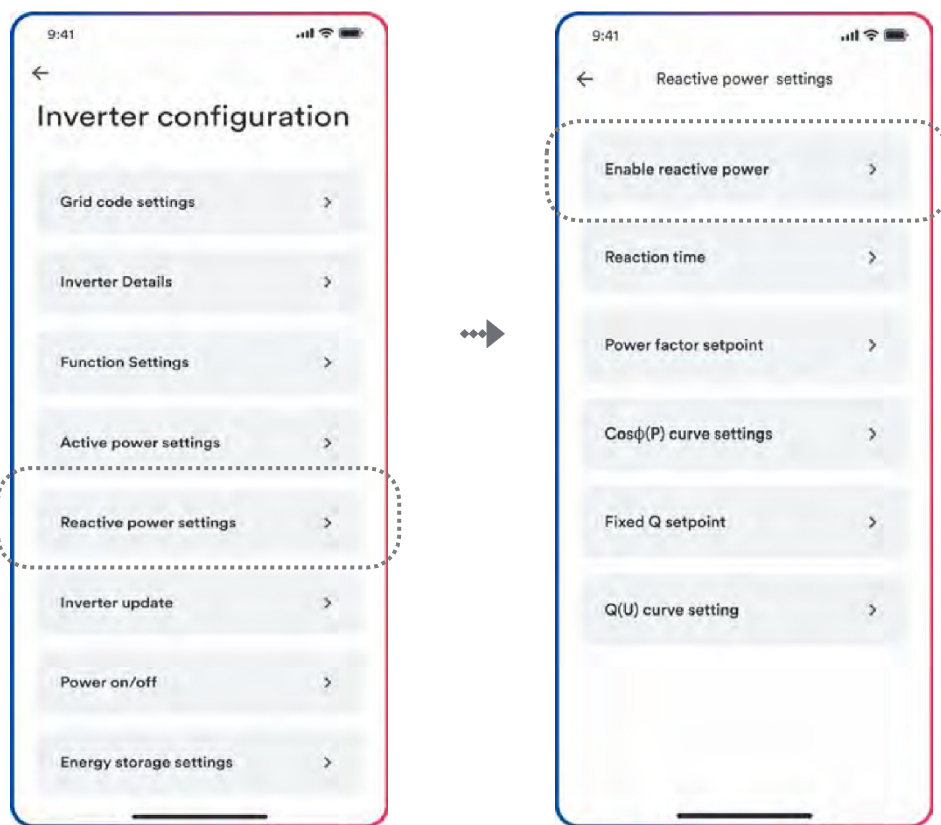 9:41
Inverter configuration
Grid code settings
Inverter Details
Function Settings
Active power settings
Reactive power settings
Inverter update
Power on/off
Energy storage settings
9:41
Reactive power settings
Enable reactive power
Reaction time
Power factor setpoint
Cosϕ(P) curve settings
Fixed Q setpoint
Q(U) curve setting